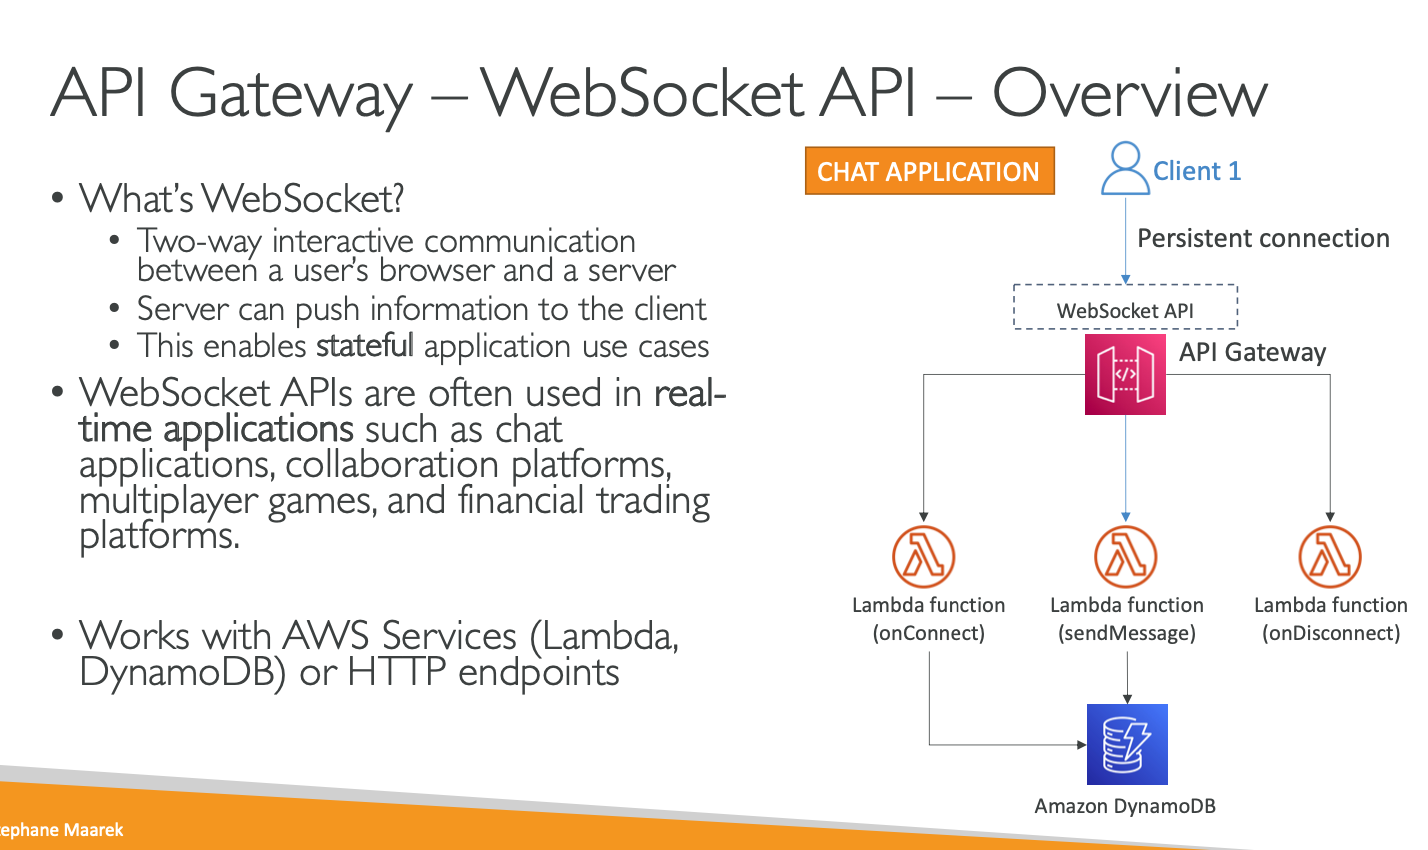 API Gateway – WebSocket API – Overview
• What's WebSocket?
• Two-way interactive communication
between a user's browser and a server
• Server can push information to the client
• This enables stateful application use cases
• WebSocket APIs are often used in real-
time applications such as chat
applications, collaboration platforms,
multiplayer games, and financial trading
platforms.
• Works with AWS Services (Lambda,
DynamoDB) or HTTP endpoints
CHAT APPLICATION
Client 1
Persistent connection
WebSocket API
API Gateway
Lambda function
(onConnect)
Lambda function
(sendMessage)
Lambda function
(onDisconnect)
Amazon DynamoDB
tephane Maarek